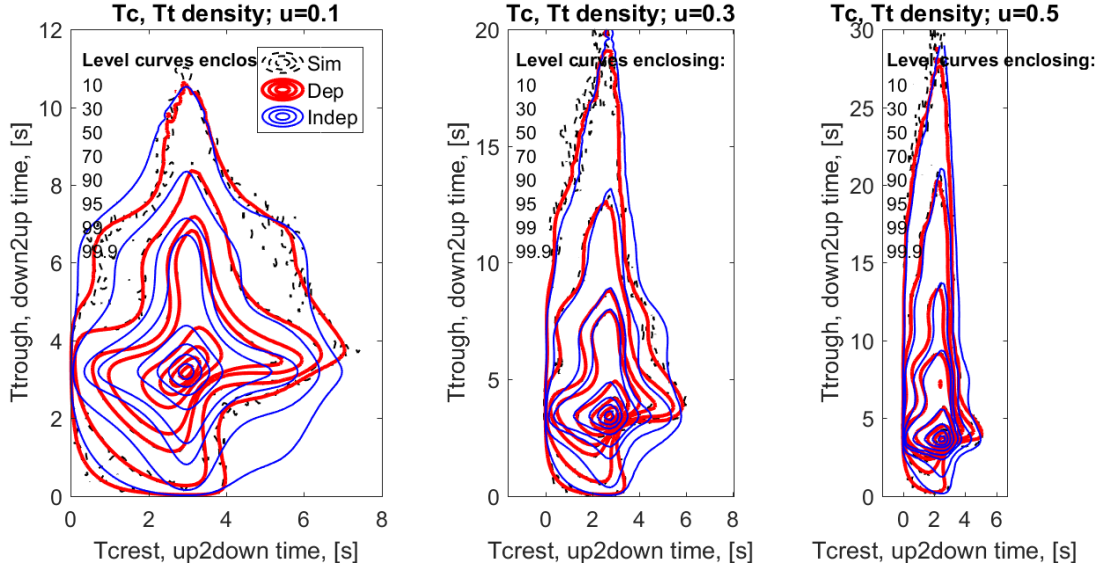 Tc, Tt density; u=0.1
Ttrough, down2up time, [s]
12
10
8
6
4
2
0
Level curves enclos
10
30
50
70
90
95
99
99.9
Sim
Dep
Indep
0 2 4 6 8
Tcrest, up2down time, [s]
Tc, Tt density; u=0.3
Ttrough, down2up time, [s]
20
15
10
5
0
Level curves enclosing:
10
30
50
70
90
95
99
99.9
0 2 4 6 8
Tcrest, up2down time, [s]
Tc, Tt density; u=0.5
Ttrough, down2up time, [s]
30
25
20
15
10
5
0
Level curves enclosing:
10
30
50
70
90
95
99
99.9
0 2 4 6
Tcrest, up2down time, [s]